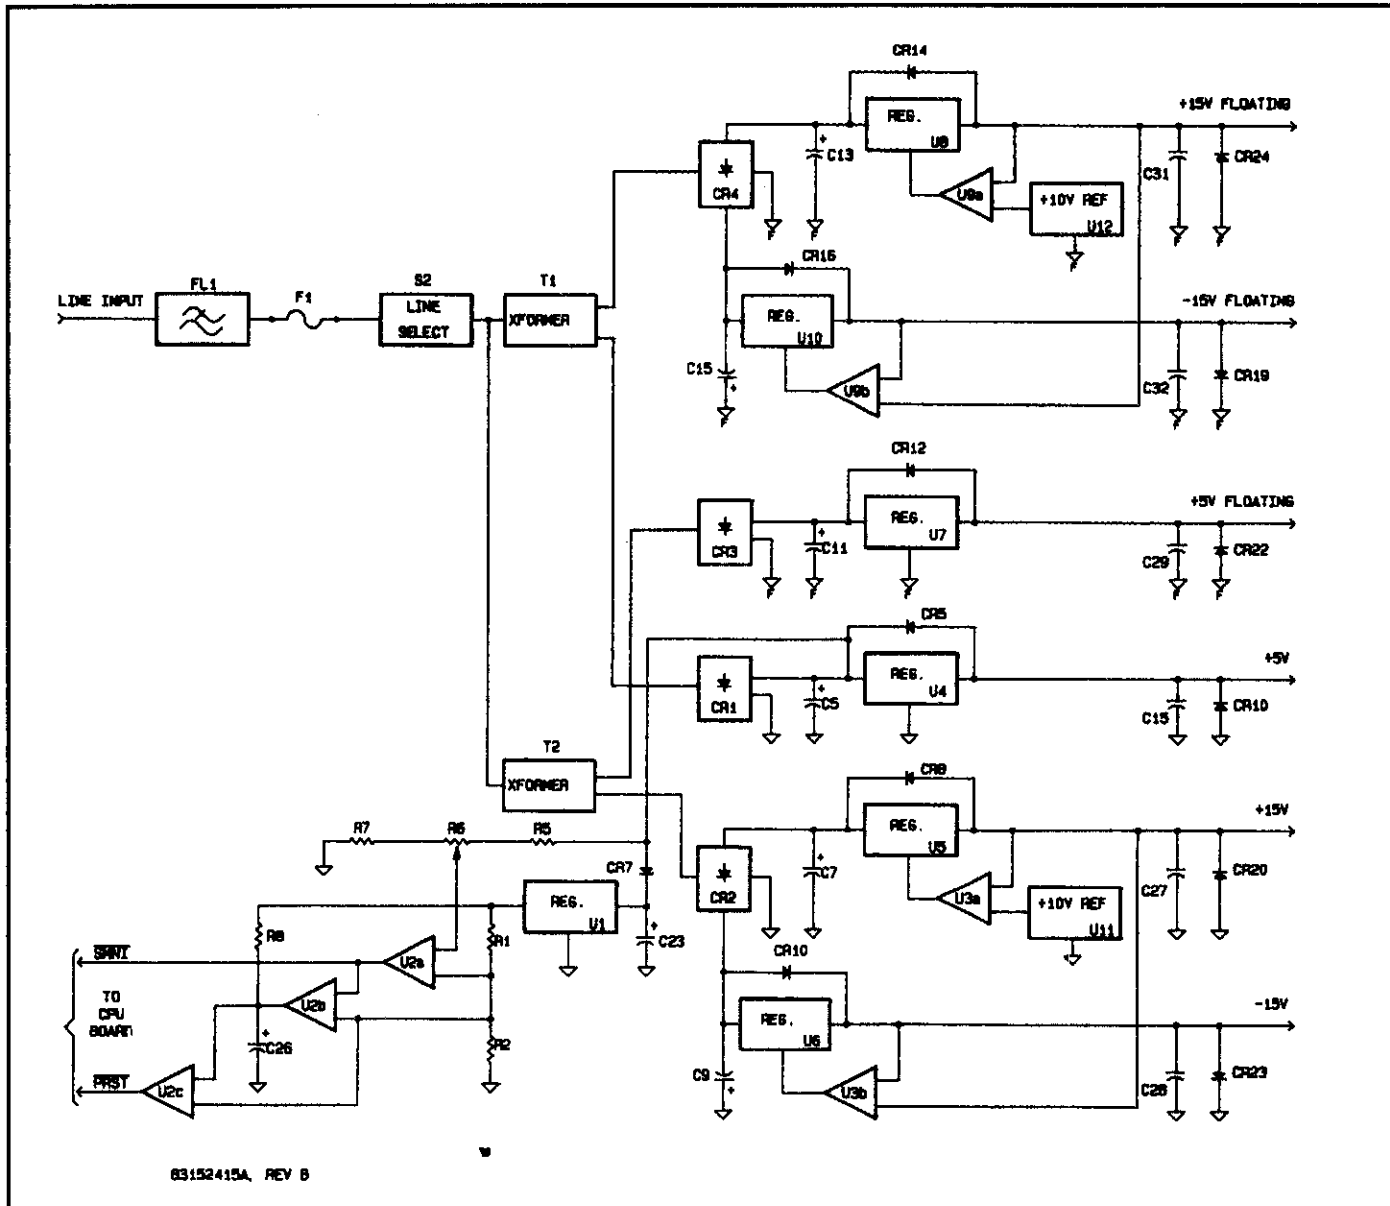 CR14
+15V FLOATING
REG.
U8
C13
CR4
U9a
+10V REF
U12
C31
CR24
CR16
FL1
F1
S2
T1
LINE INPUT
LINE
SELECT
XFORMER
REG.
U10
-15V FLOATING
C15
U9b
C32
CR19
CR12
+5V FLOATING
REG.
U7
CR3
C11
C29
CR22
CR5
+5V
REG.
U4
CR1
C5
C15
CR10
T2
XFORMER
CR8
+15V
R7
R6
R5
REG.
U5
CR7
CR2
C7
U3a
+10V REF
U11
C27
CR20
REG.
U1
R8
R1
C23
CR10
U2a
U2b
TO
CPU
BOARD
C26
R2
-15V
REG.
U6
C9
U3b
C28
CR23
PRST
U2c
83152415A, REV B